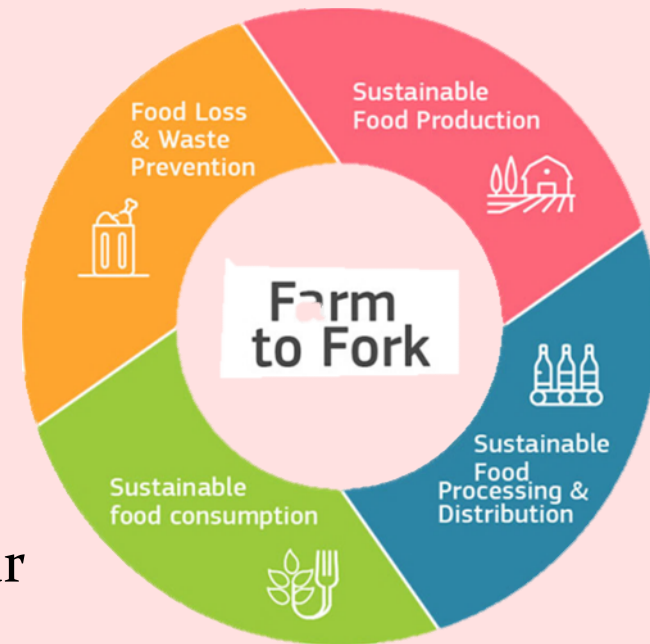 Food Loss
& Waste
Prevention
Sustainable
Food Production
Farm
to Fork
Sustainable
Food
Processing &
Distribution
Sustainable
food consumption